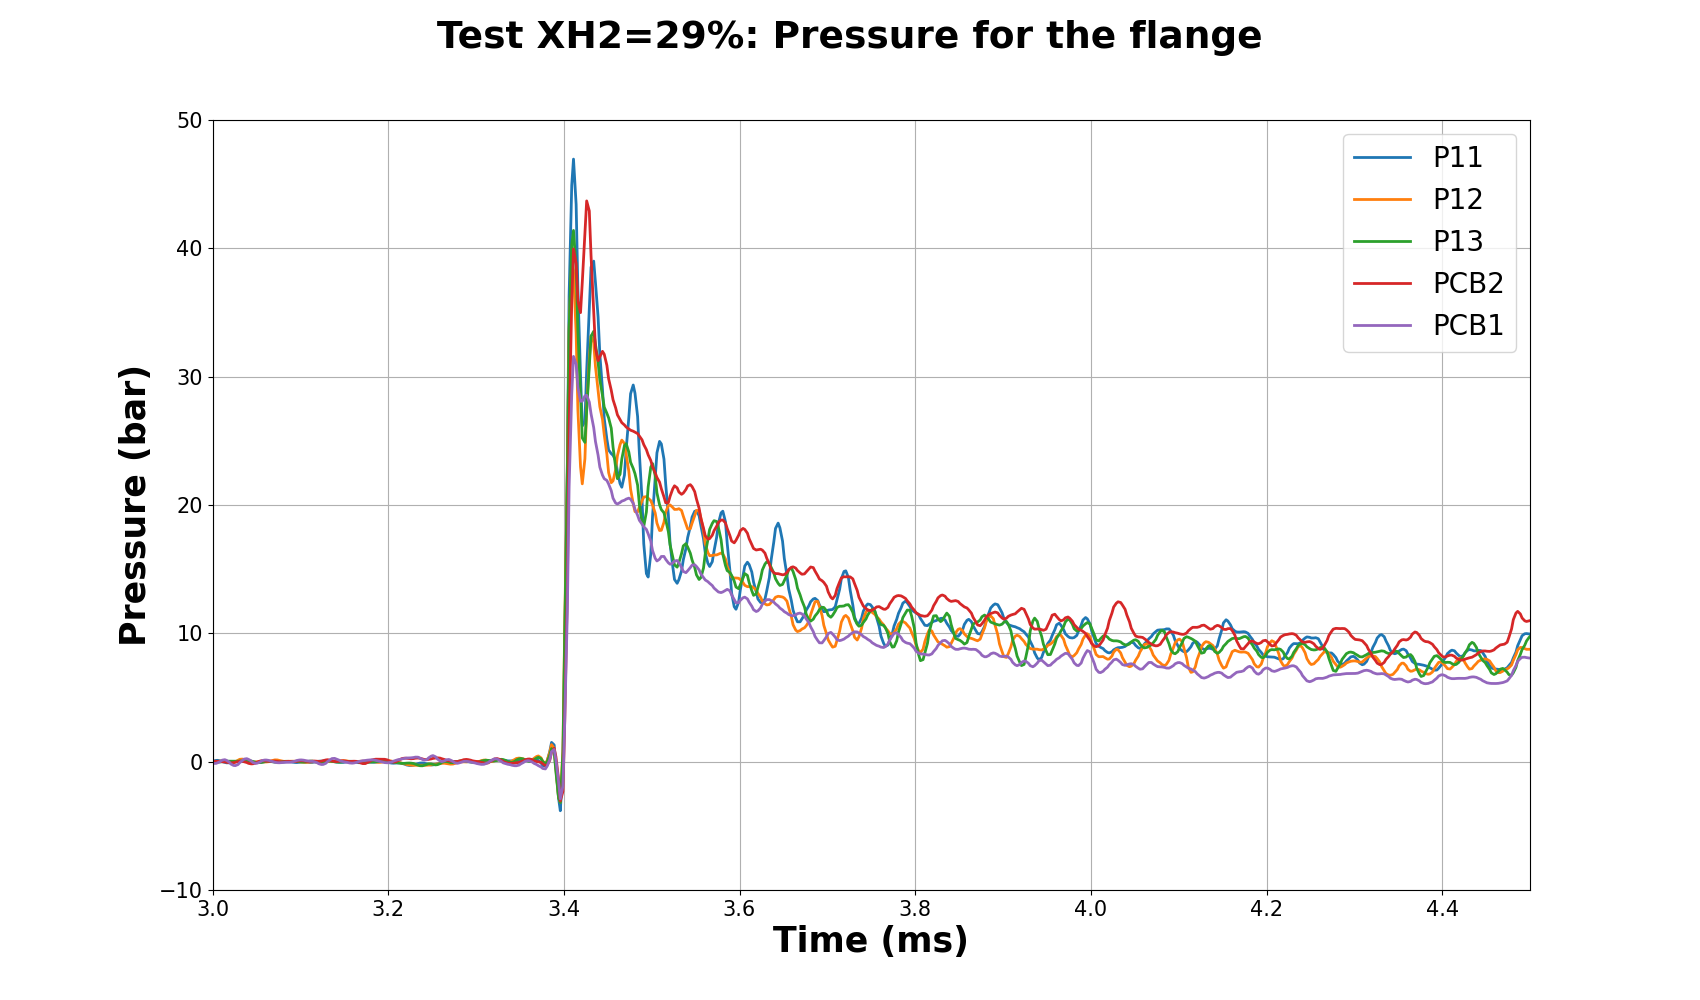 Test XH2=29%: Pressure for the flange
50
40
30
20
10
0
−10
Pressure (bar)
P11
P12
P13
PCB2
PCB1
3.0 3.2 3.4 3.6 3.8 4.0 4.2 4.4
Time (ms)